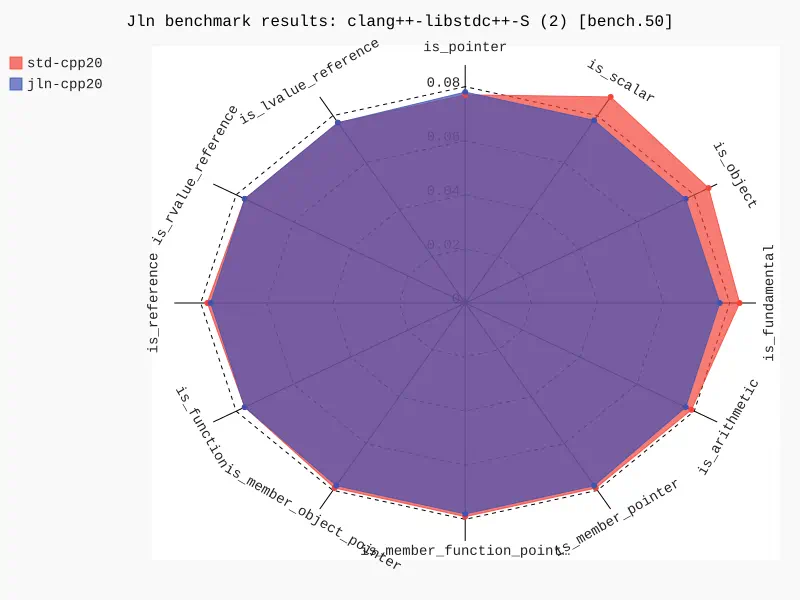 Jln benchmark results: clang++-libstdc++-S (2) [bench.50]
std-cpp20
jln-cpp20
is_pointer
is_scalar
is_object
is_fundamental
is_arithmetic
is_member_pointer
is_member_function_point…
is_member_object_pointer
is_function
is_reference
is_rvalue_reference
is_lvalue_reference
0.08
0.06
0.04
0.02
0